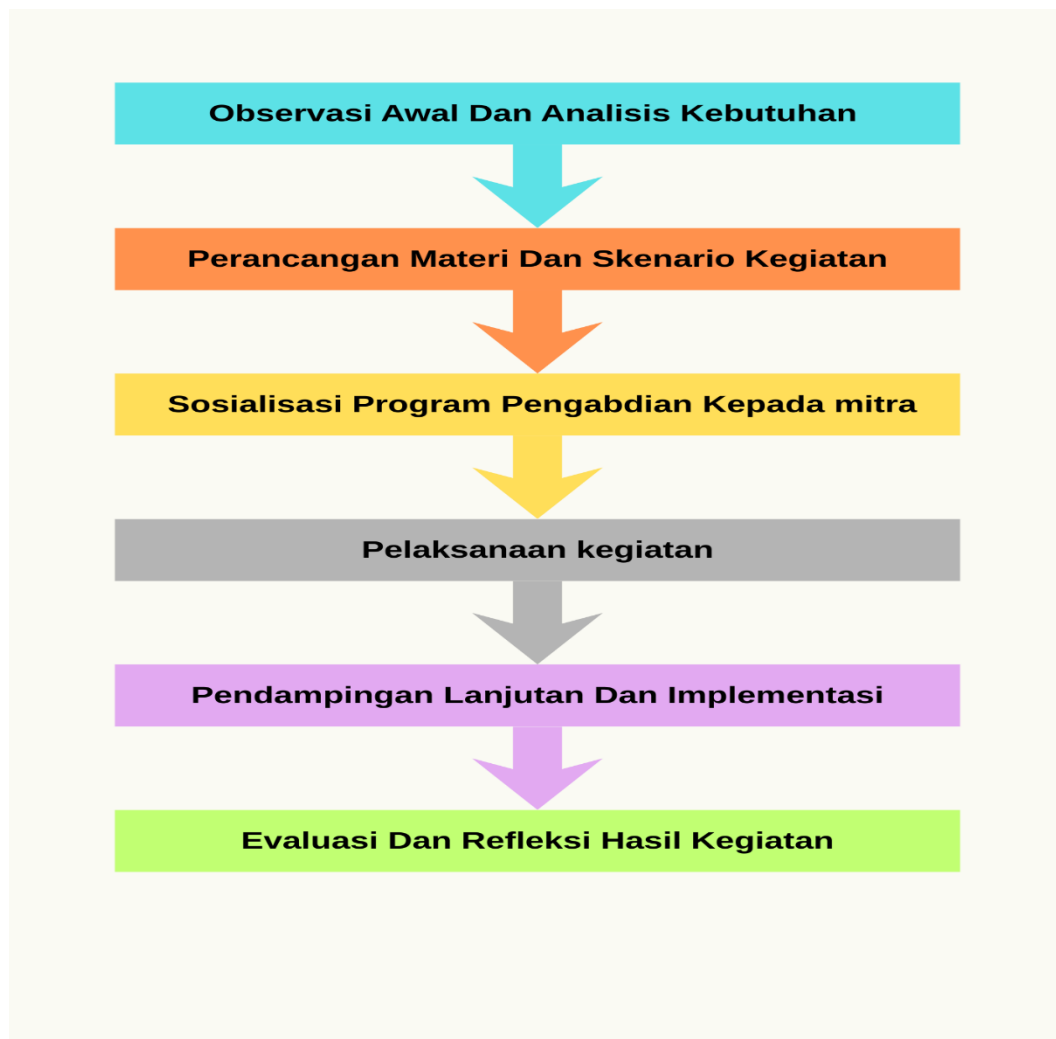 Observasi Awal Dan Analisis Kebutuhan
Perancangan Materi Dan Skenario Kegiatan
Sosialisasi Program Pengabdian Kepada mitra
Pelaksanaan kegiatan
Pendampingan Lanjutan Dan Implementasi
Evaluasi Dan Refleksi Hasil Kegiatan